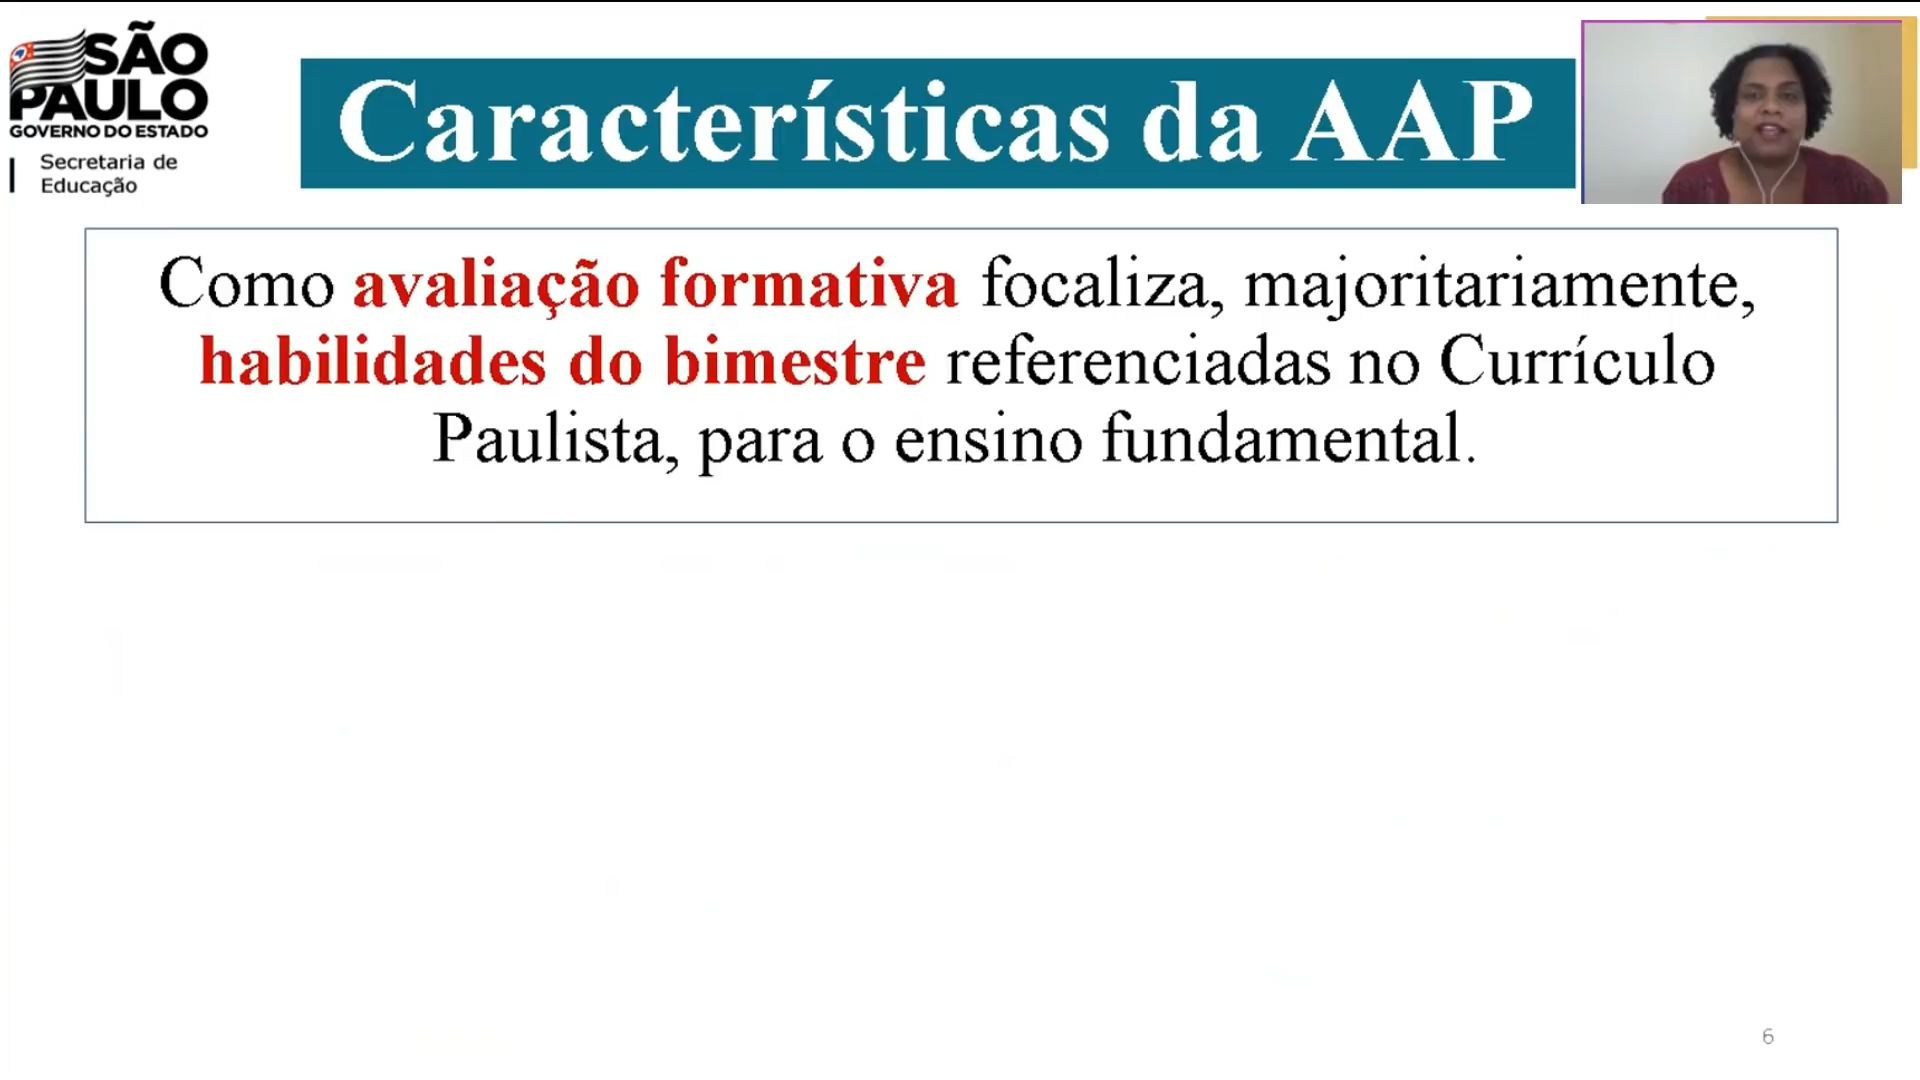 SÃO
PAULO
GOVERNO DO ESTADO
Secretaria de
Educação
Características da AAP
Como avaliação formativa focaliza, majoritariamente,
habilidades do bimestre referenciadas no Currículo
Paulista, para o ensino fundamental.
6